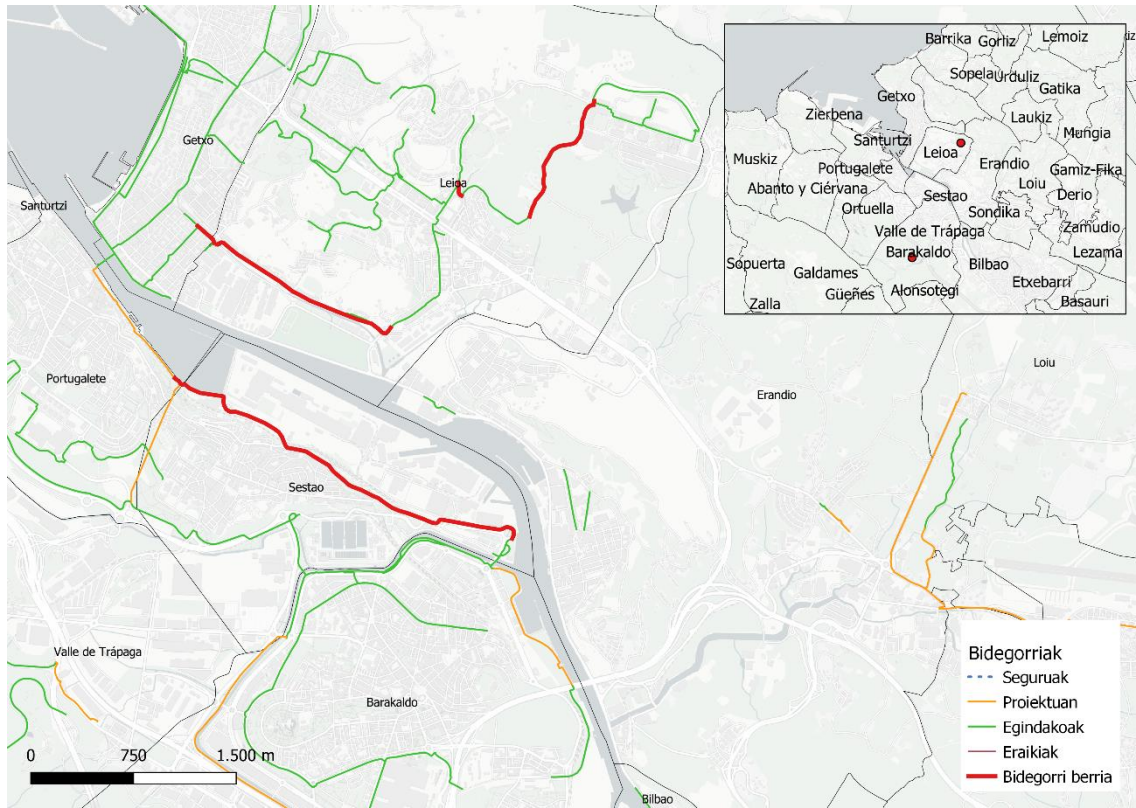 Getxo
Leioa
Santurtzi
Portugalete
Sestao
Erandio
Loiu
Valle de Trápaga
Barakaldo
Bilbao
0 750 1.500 m
Barrika
Gorliz
Lemoiz
Sopela
Urduliz
Gatika
Getxo
Zierbena
Laukiz
Mungia
Santurtzi
Leioa
Erandio
Gamiz-Fika
Muskiz
Portugalete
Abanto y Ciérvana
Sestao
Loiu
Derio
Ortuella
Sondika
Zamudio
Valle de Trápaga
Barakaldo
Bilbao
Lezama
Sopuerta
Galdames
Güeñes
Alonsotegi
Etxebarri
Basauri
Zalla
Bidegorriak
Seguruak
Proiektuan
Egindakoak
Eraikiak
Bidegorri berria